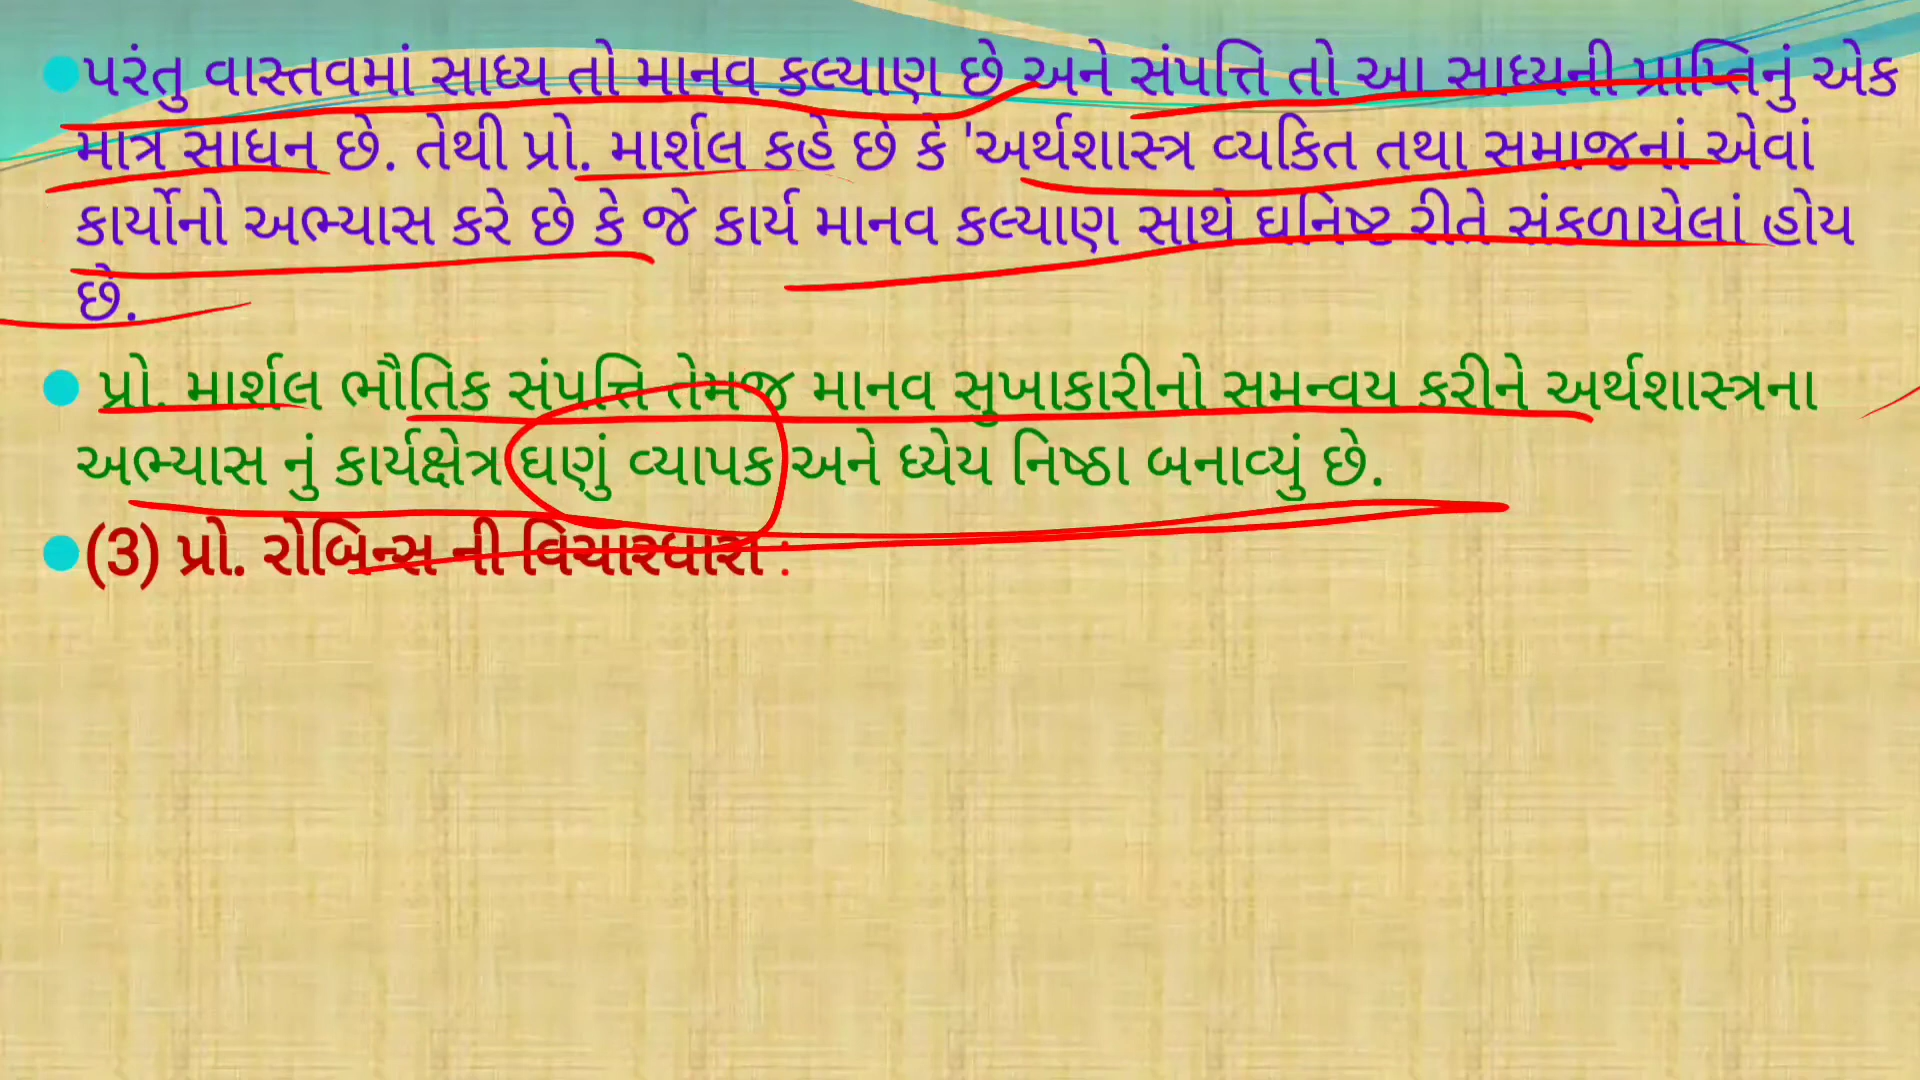 પરંતુ વાસ્તવમાં સાધ્ય તો માનવ કલ્યાણ છે અને સંપત્તિ તો આ સાધ્યની પ્રાપ્તિનું એક
માત્ર સાધન છે. તેથી પ્રો. માર્શલ કહે છે કે 'અર્થશાસ્ત્ર વ્યકિત તથા સમાજનાં એવાં
કાર્યોનો અભ્યાસ કરે છે કે જે કાર્ય માનવ કલ્યાણ સાથે ઘનિષ્ટ રીતે સંકળાયેલાં હોય
છે.
પ્રો. માર્શલ ભૌતિક સંપત્તિ તેમજ માનવ સુખાકારીનો સમન્વય કરીને અર્થશાસ્ત્રના
અભ્યાસ નું કાર્યક્ષેત્ર ઘણું વ્યાપક અને ધ્યેય નિષ્ઠા બનાવ્યું છે.
(3) પ્રો. રોબિન્સ ની વિચારધારા :